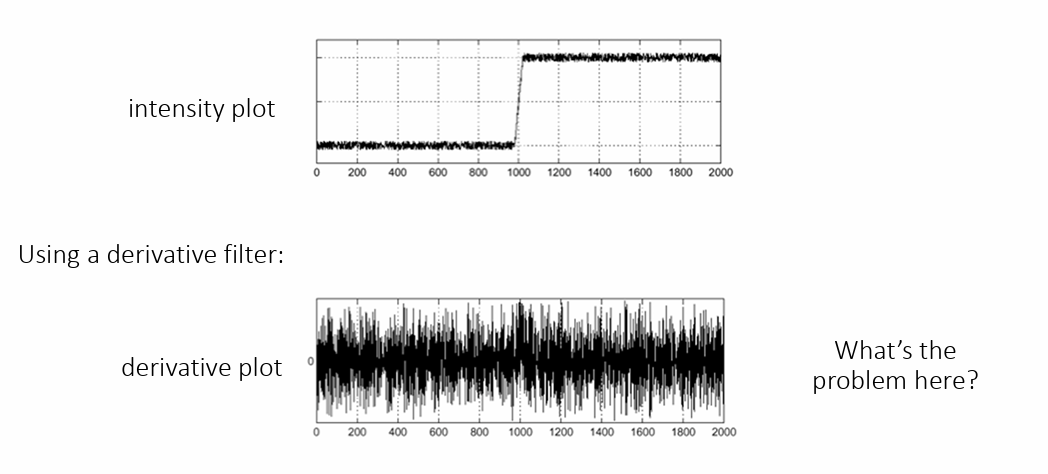 intensity plot
0 200 400 600 800 1000 1200 1400 1600 1800 2000
Using a derivative filter:
derivative plot
0
0 200 400 600 800 1000 1200 1400 1600 1800 2000
What’s the
problem here?